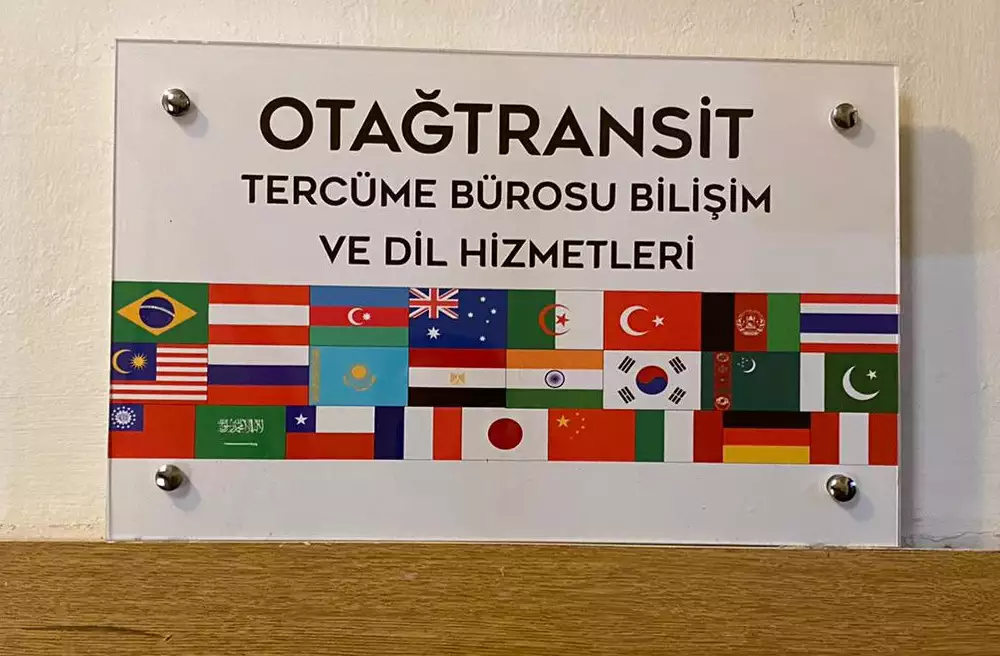 OTAĞTRANSİT
TERCÜME BÜROSU BİLİŞİM
VE DİL HİZMETLERİ